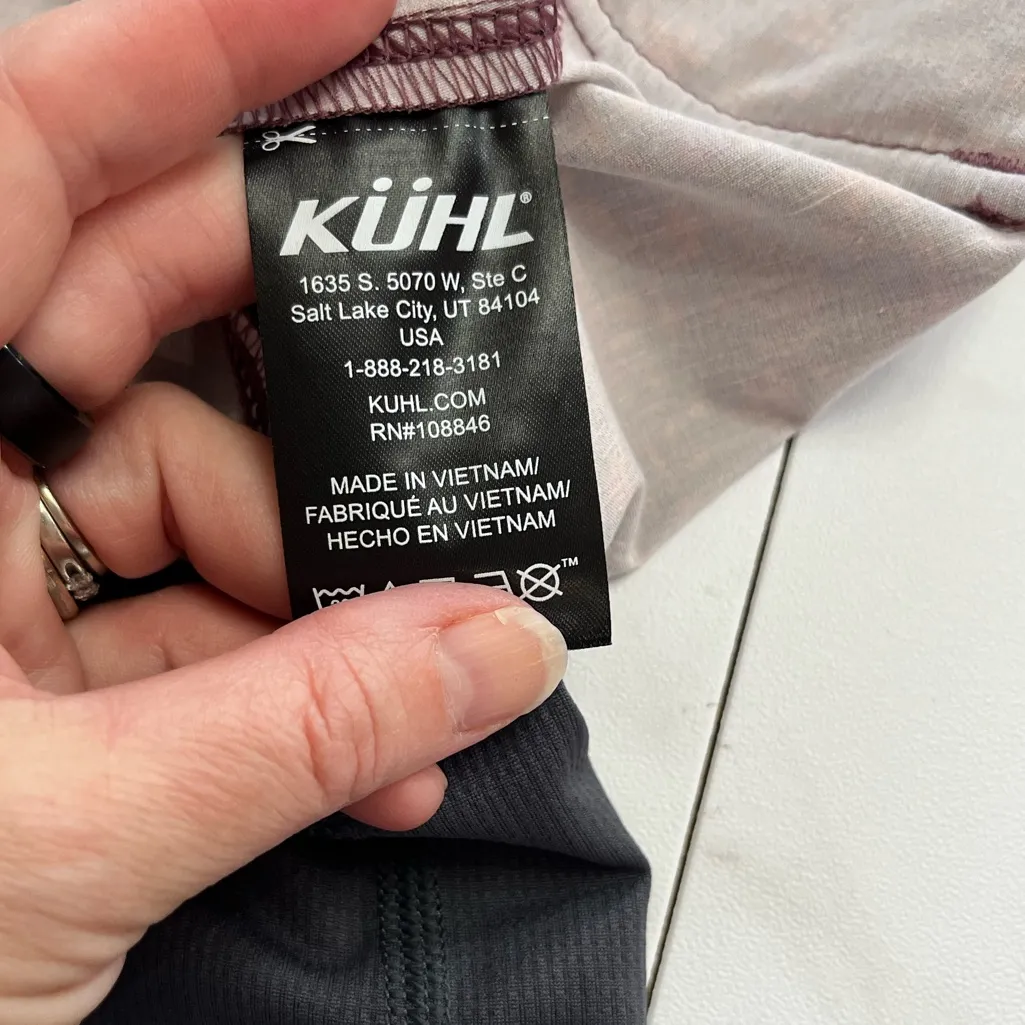 KÜHL®
1635 S. 5070 W, Ste C
Salt Lake City, UT 84104
USA
1-888-218-3181
KUHL.COM
RN#108846
MADE IN VIETNAM/
FABRIQUÉ AU VIETNAM/
HECHO EN VIETNAM
TM